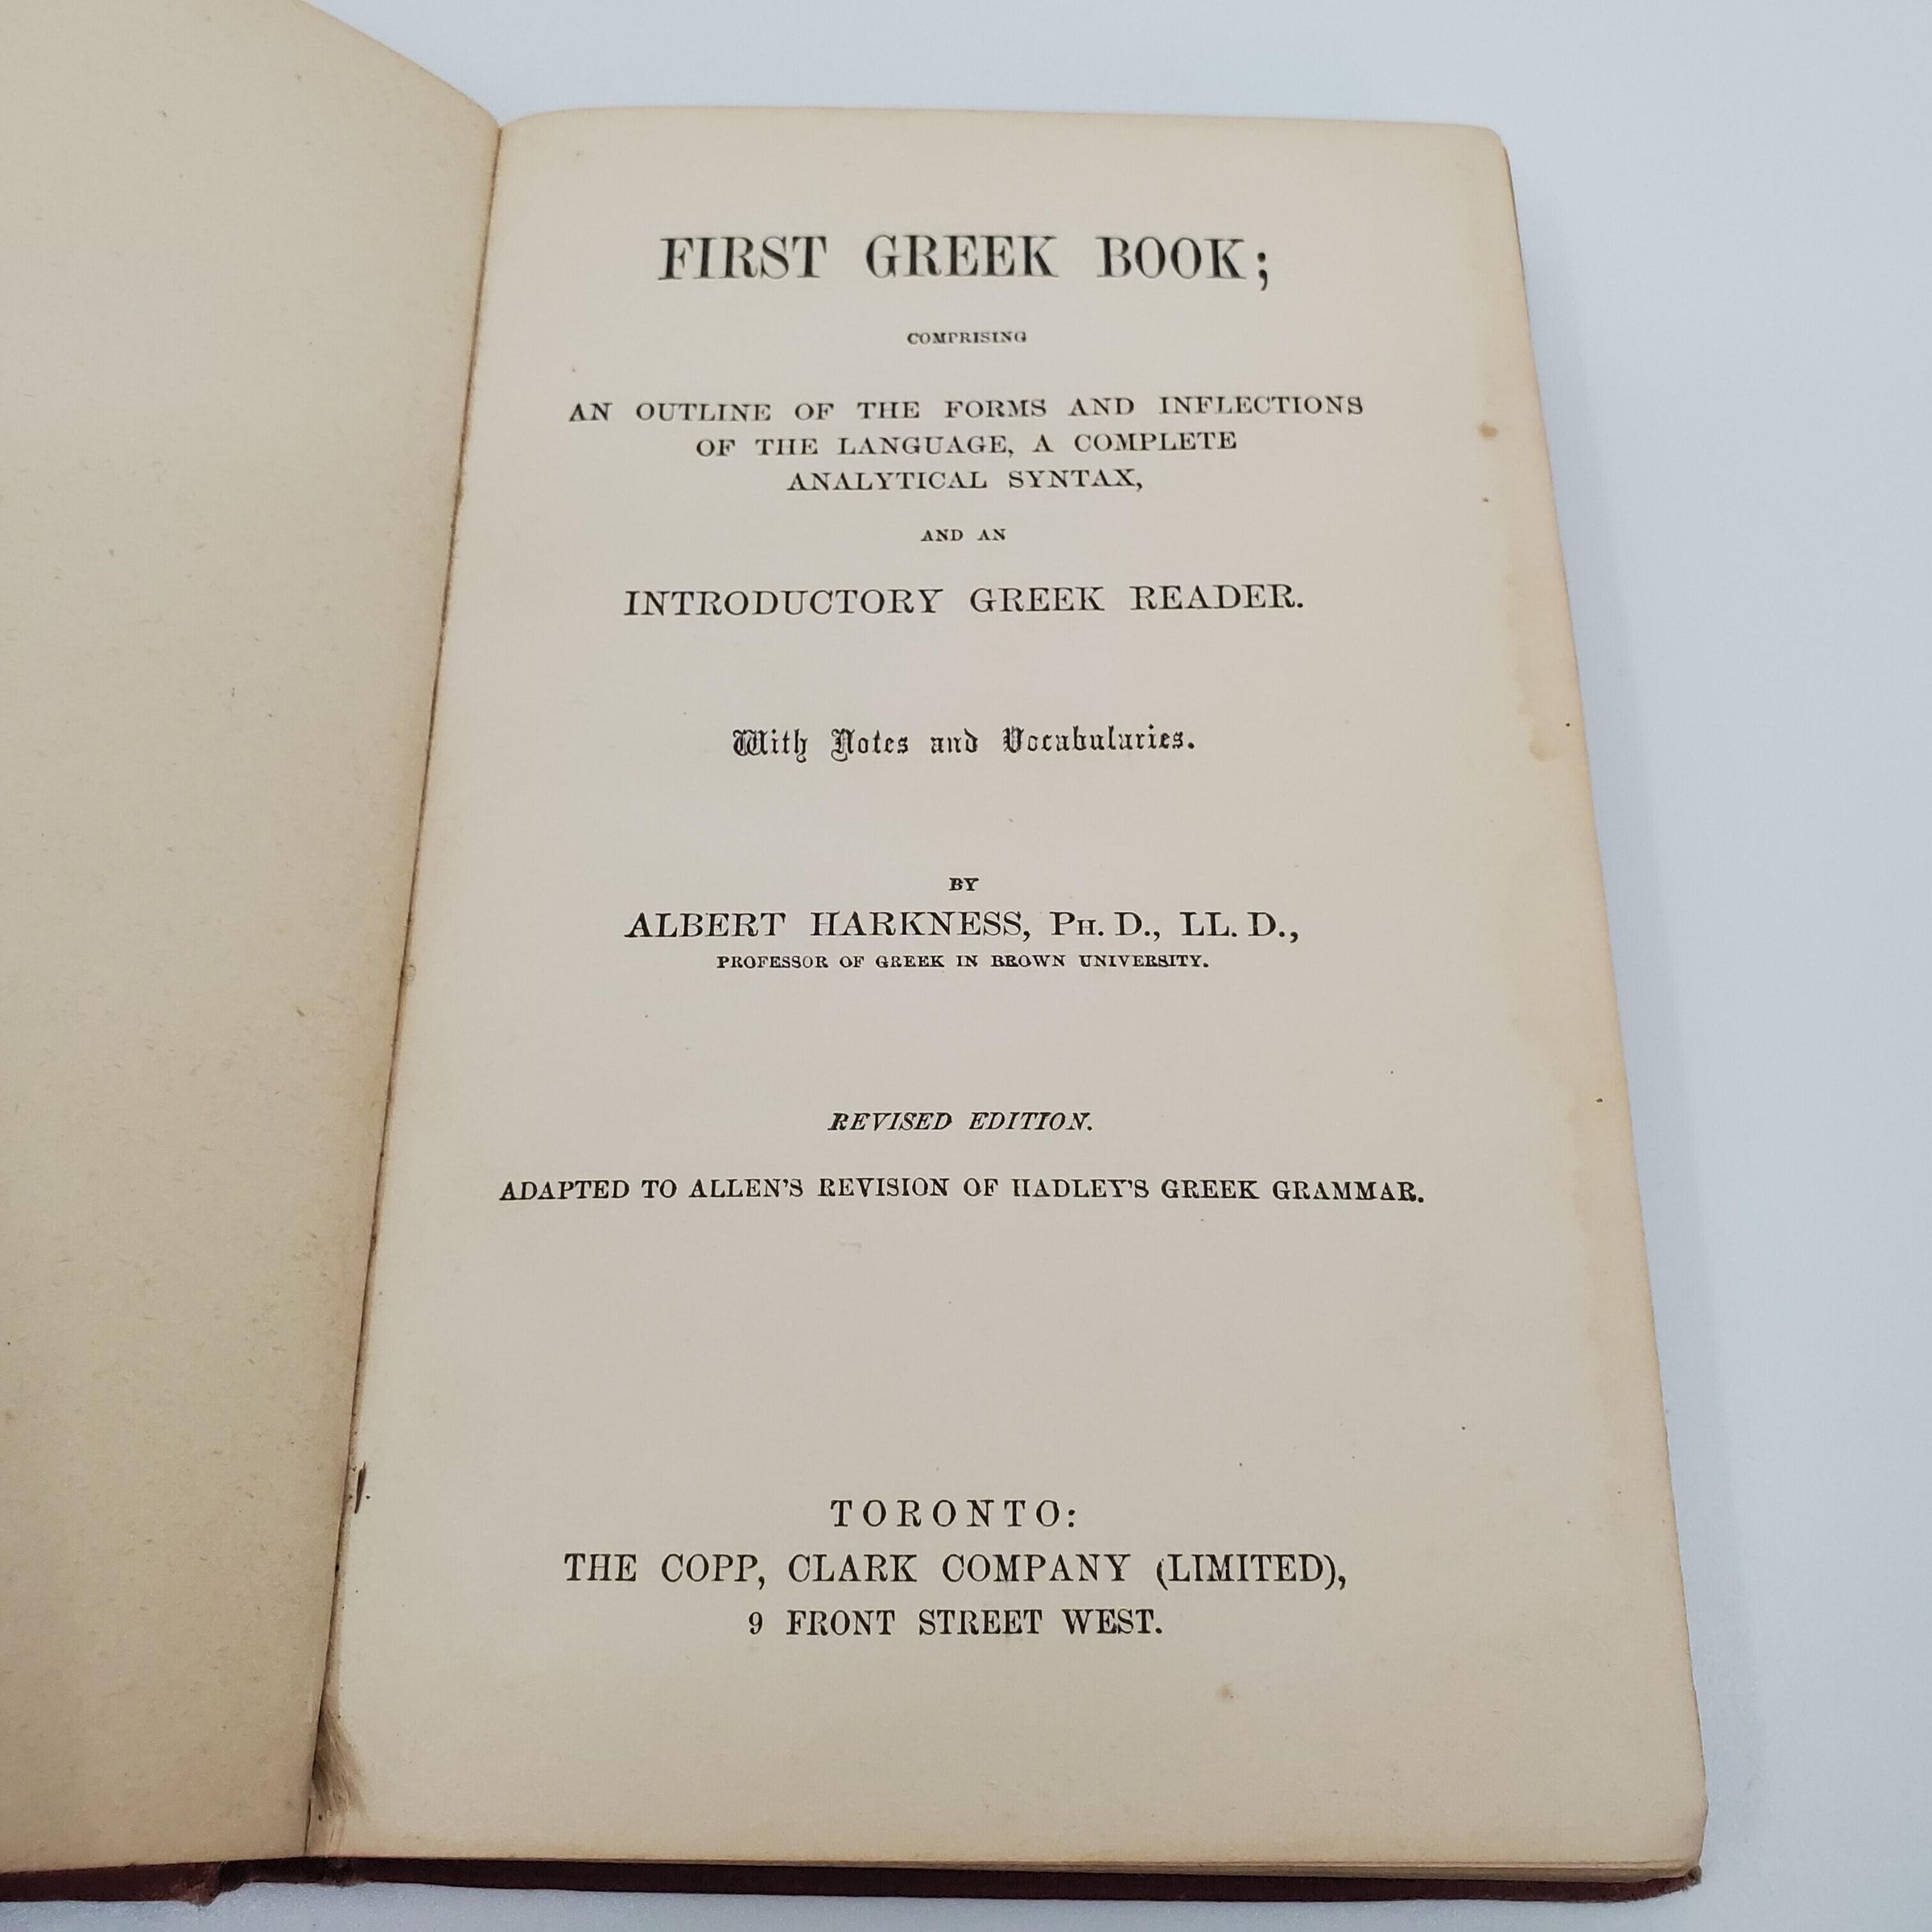 FIRST GREEK BOOK;
COMPRISING
AN OUTLINE OF THE FORMS AND INFLECTIONS
OF THE LANGUAGE, A COMPLETE
ANALYTICAL SYNTAX,
AND AN
INTRODUCTORY GREEK READER.
With Notes and Vocabularies.
BY
ALBERT HARKNESS, PH. D., LL. D.,
PROFESSOR OF GREEK IN BROWN UNIVERSITY.
REVISED EDITION.
ADAPTED TO ALLEN'S REVISION OF HADLEY'S GREEK GRAMMAR.
TORONTO:
THE COPP, CLARK COMPANY (LIMITED),
9 FRONT STREET WEST.